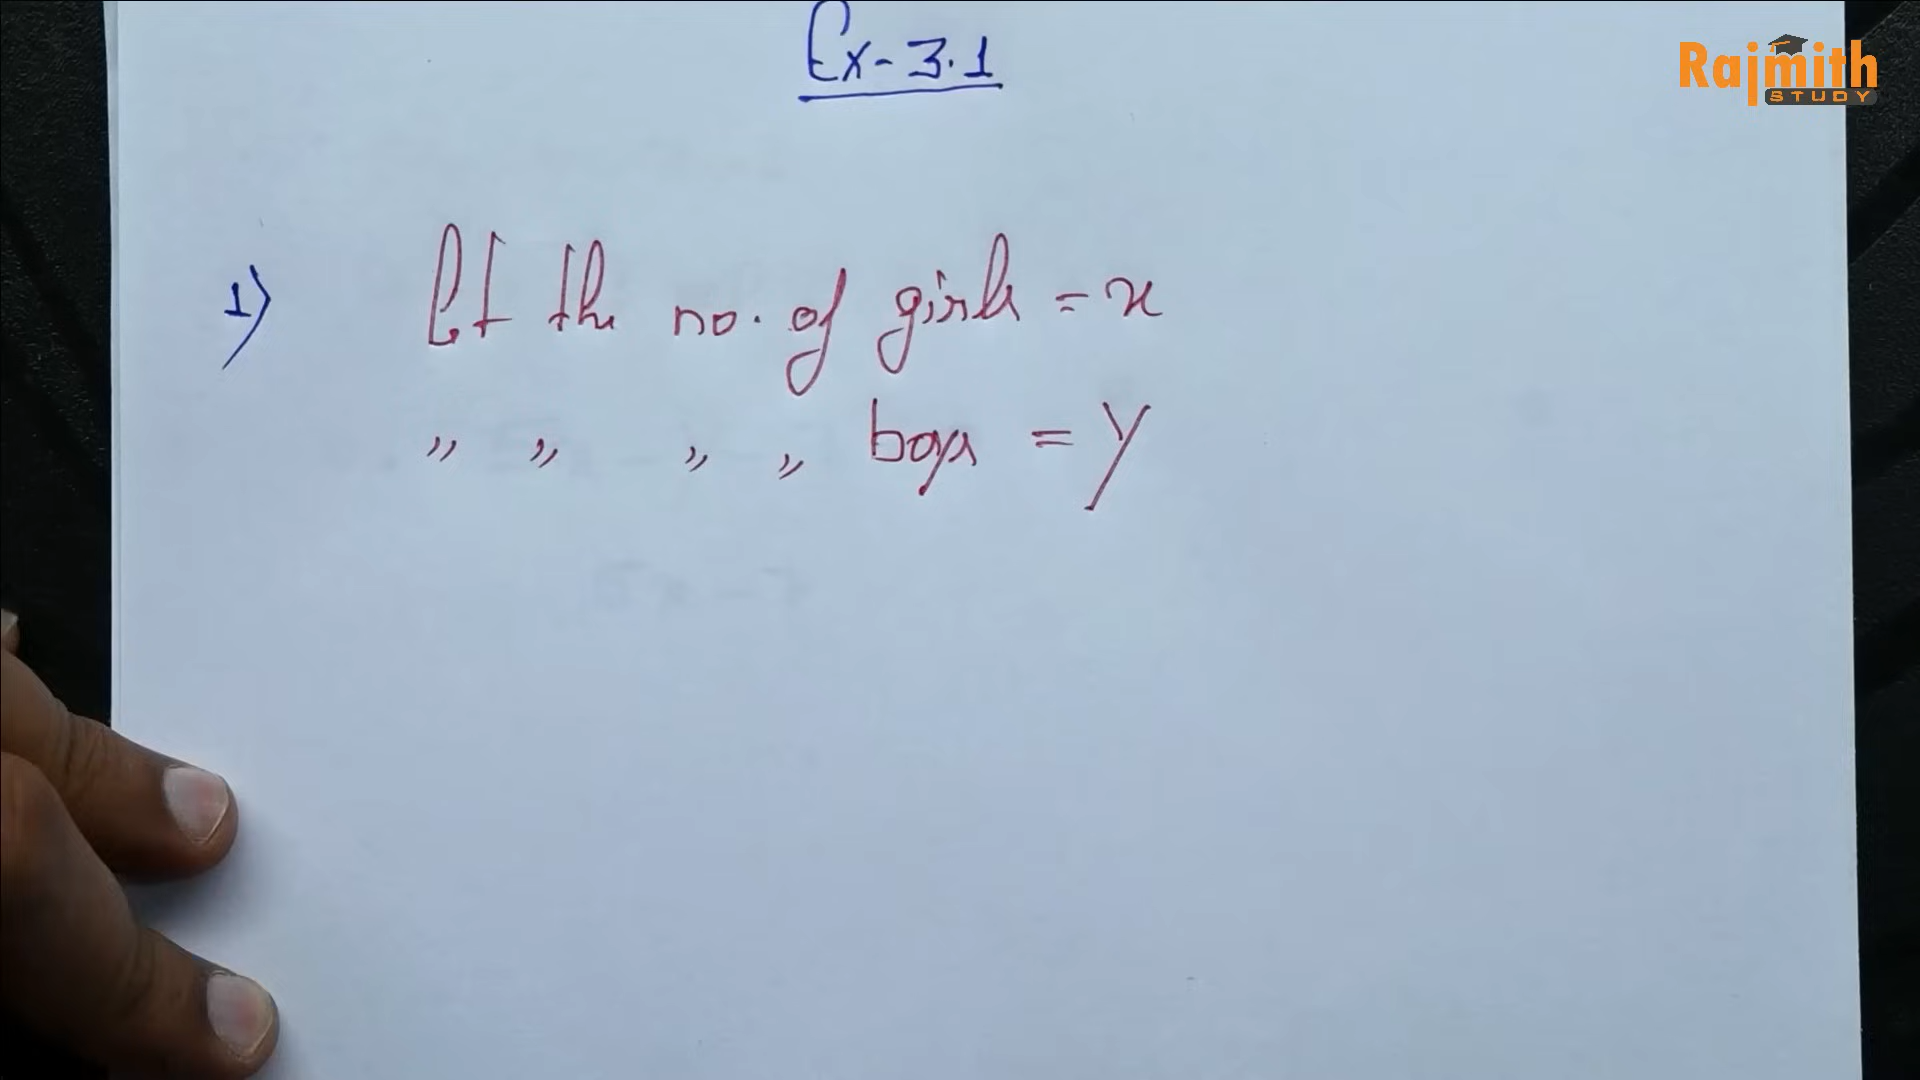 Ex-3.1
Rajmith
STUDY
1) Let the no. of girls = x
" " " " boys = y